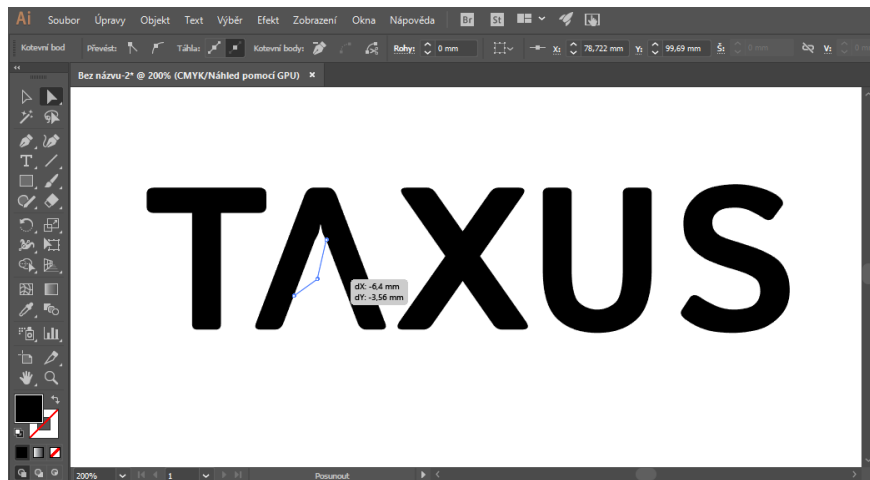 Ai Soubor Úpravy Objekt Text Výběr Efekt Zobrazení Okna Nápověda Br St
Kotevní bod Převést: Táhla: Kotevní body: Rohy: 0 mm X: 78,722 mm Y: 99,69 mm Š: 0 mm V: 0 m
Bez názvu-2* @ 200% (CMYK/Náhled pomocí GPU) ×
TAXUS
dX: -6,4 mm
dY: -3,56 mm
200% 1 Posunout